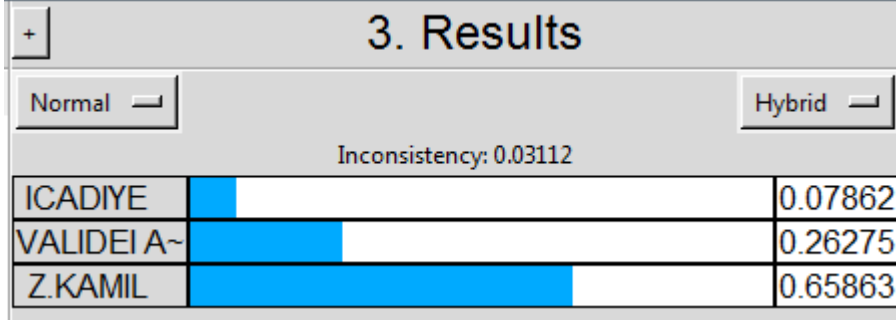 + 3. Results
Normal Hybrid
Inconsistency: 0.03112
ICADIYE 0.07862
VALIDEI A~ 0.26275
Z.KAMIL 0.65863